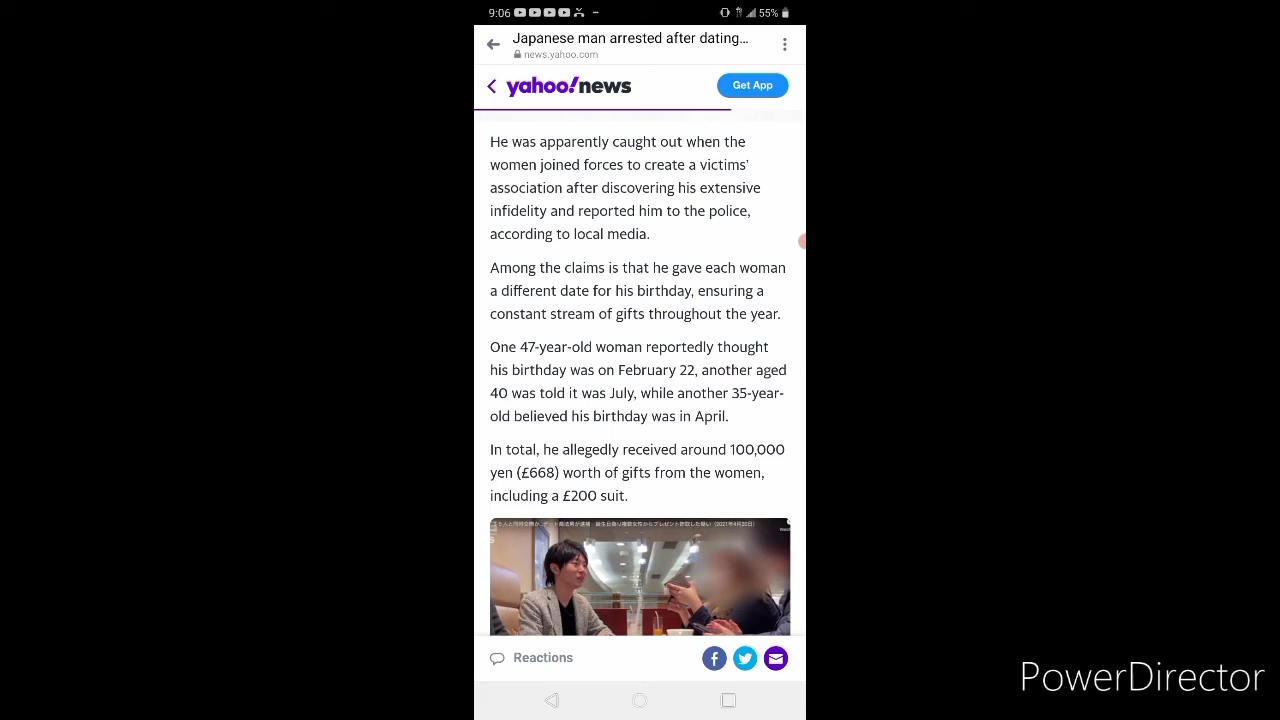 9:06 55%
Japanese man arrested after dating...
news.yahoo.com
yahoo!news Get App
He was apparently caught out when the
women joined forces to create a victims'
association after discovering his extensive
infidelity and reported him to the police,
according to local media.
Among the claims is that he gave each woman
a different date for his birthday, ensuring a
constant stream of gifts throughout the year.
One 47-year-old woman reportedly thought
his birthday was on February 22, another aged
40 was told it was July, while another 35-year-
old believed his birthday was in April.
In total, he allegedly received around 100,000
yen (£668) worth of gifts from the women,
including a £200 suit.
Reactions
PowerDirector